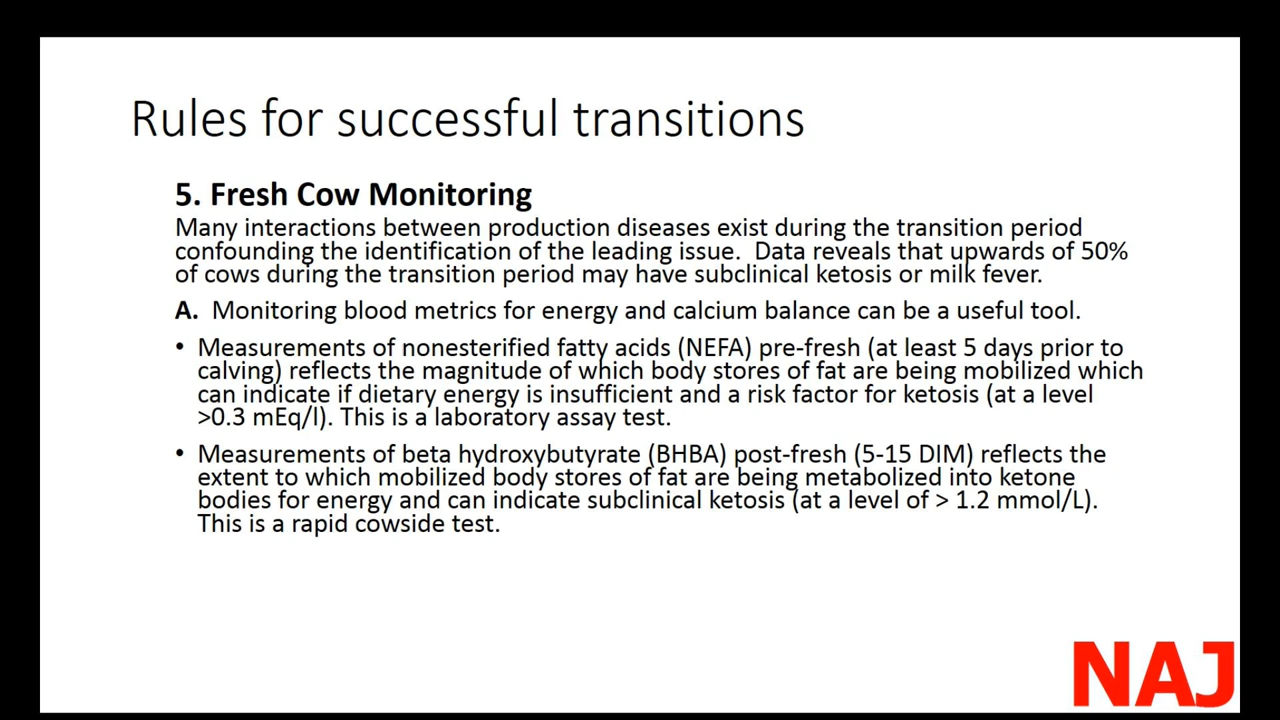 Rules for successful transitions
5. Fresh Cow Monitoring
Many interactions between production diseases exist during the transition period
confounding the identification of the leading issue.  Data reveals that upwards of 50%
of cows during the transition period may have subclinical ketosis or milk fever.
A.  Monitoring blood metrics for energy and calcium balance can be a useful tool.
• Measurements of nonesterified fatty acids (NEFA) pre-fresh (at least 5 days prior to
calving) reflects the magnitude of which body stores of fat are being mobilized which
can indicate if dietary energy is insufficient and a risk factor for ketosis (at a level
>0.3 mEq/l). This is a laboratory assay test.
• Measurements of beta hydroxybutyrate (BHBA) post-fresh (5-15 DIM) reflects the
extent to which mobilized body stores of fat are being metabolized into ketone
bodies for energy and can indicate subclinical ketosis (at a level of > 1.2 mmol/L).
This is a rapid cowside test.
NAJ